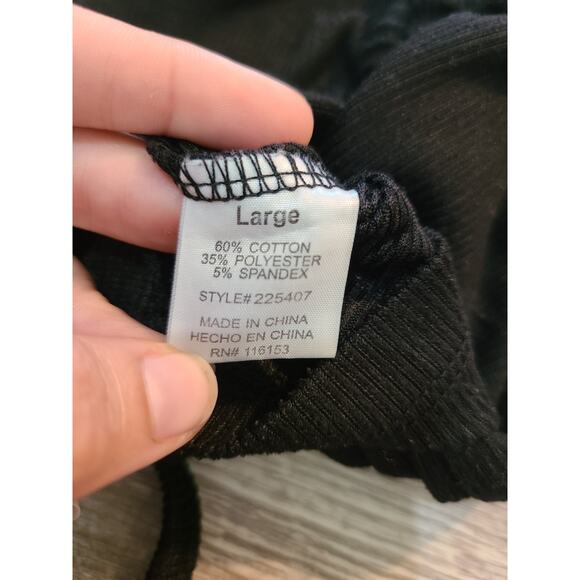 Large
60% COTTON
35% POLYESTER
5% SPANDEX
STYLE# 225407
MADE IN CHINA
HECHO EN CHINA
RN# 116153